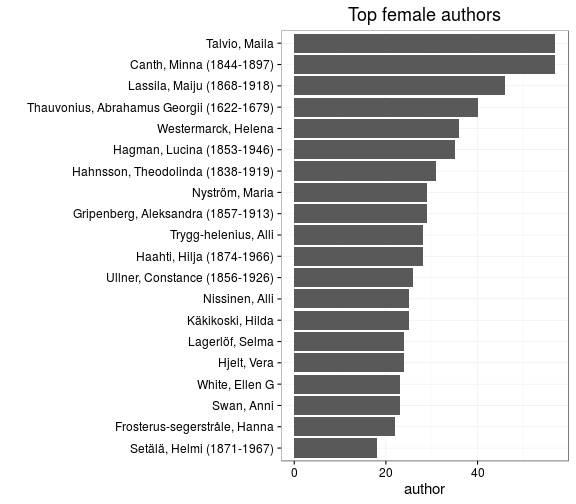 Top female authors
Talvio, Maila
Canth, Minna (1844-1897)
Lassila, Maiju (1868-1918)
Thauvonius, Abrahamus Georgii (1622-1679)
Westermarck, Helena
Hagman, Lucina (1853-1946)
Hahnsson, Theodolinda (1838-1919)
Nyström, Maria
Gripenberg, Aleksandra (1857-1913)
Trygg-helenius, Alli
Haahti, Hilja (1874-1966)
Ullner, Constance (1856-1926)
Nissinen, Alli
Käkikoski, Hilda
Lagerlöf, Selma
Hjelt, Vera
White, Ellen G
Swan, Anni
Frosterus-segerstråle, Hanna
Setälä, Helmi (1871-1967)
0 20 40
author